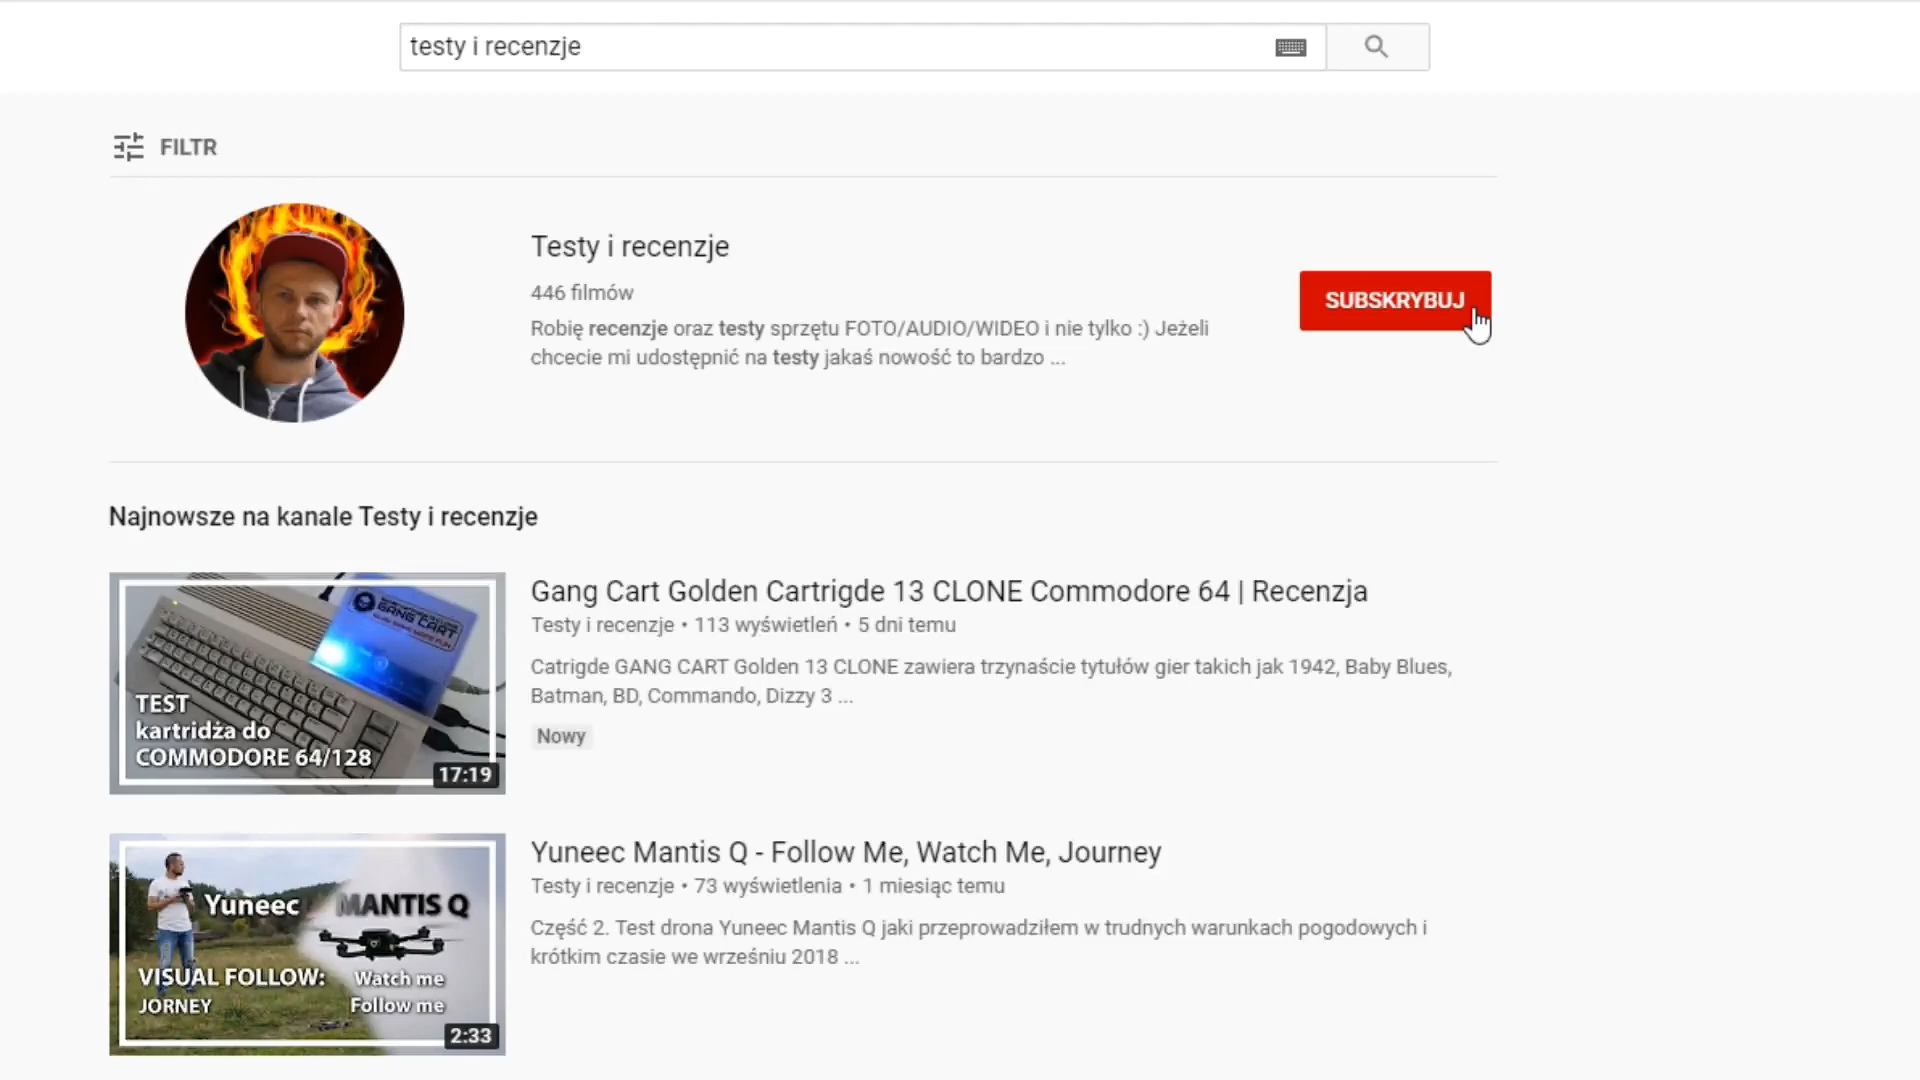 testy i recenzje
FILTR
Testy i recenzje
446 filmów
Robię recenzje oraz testy sprzętu FOTO/AUDIO/WIDEO i nie tylko :) Jeżeli
chcecie mi udostępnić na testy jakaś nowość to bardzo ...
SUBSKRYBUJ
Najnowsze na kanale Testy i recenzje
GANG CART
TEST
kartridża do
COMMODORE 64/128
17:19
Gang Cart Golden Cartrigde 13 CLONE Commodore 64 | Recenzja
Testy i recenzje • 113 wyświetleń • 5 dni temu
Catrigde GANG CART Golden 13 CLONE zawiera trzynaście tytułów gier takich jak 1942, Baby Blues,
Batman, BD, Commando, Dizzy 3 ...
Nowy
Yuneec MANTIS Q
VISUAL FOLLOW: Watch me
JORNEY Follow me
2:33
Yuneec Mantis Q - Follow Me, Watch Me, Journey
Testy i recenzje • 73 wyświetlenia • 1 miesiąc temu
Część 2. Test drona Yuneec Mantis Q jaki przeprowadziłem w trudnych warunkach pogodowych i
krótkim czasie we wrześniu 2018 ...